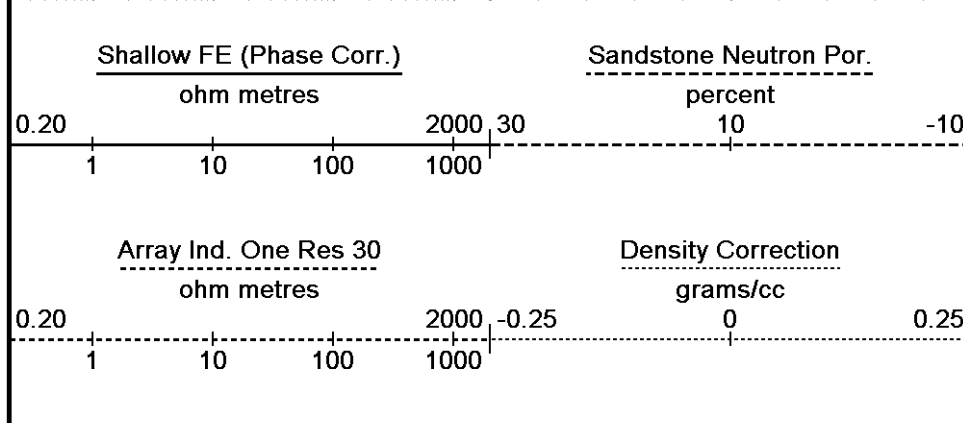 Shallow FE (Phase Corr.)
ohm metres
0.20 2000
1 10 100 1000
Sandstone Neutron Por.
percent
30 10 -10
Array Ind. One Res 30
ohm metres
0.20 2000
1 10 100 1000
Density Correction
grams/cc
-0.25 0 0.25